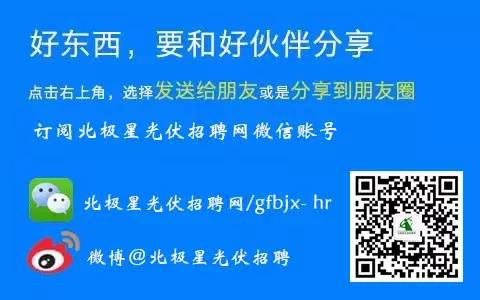 好东西，要和好伙伴分享
点击右上角，选择发送给朋友或是分享到朋友圈
订阅北极星光伏招聘网微信账号
北极星光伏招聘网/gfbjx- hr
微博@北极星光伏招聘